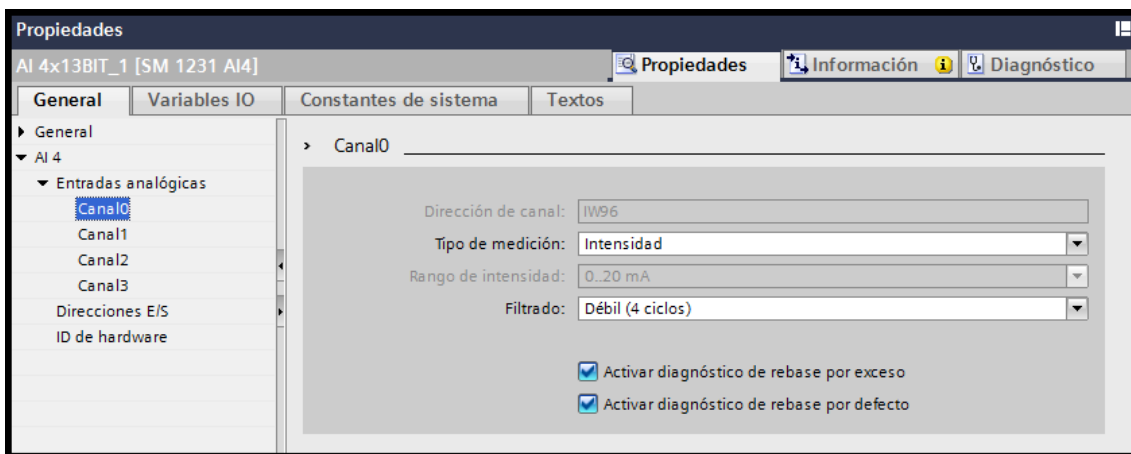 Propiedades
AI 4x13BIT_1 [SM 1231 AI4]
Propiedades
Información
Diagnóstico
General
Variables IO
Constantes de sistema
Textos
General
AI 4
Entradas analógicas
Canal0
Canal1
Canal2
Canal3
Direcciones E/S
ID de hardware
Canal0
Dirección de canal: IW96
Tipo de medición: Intensidad
Rango de intensidad: 0..20 mA
Filtrado: Débil (4 ciclos)
Activar diagnóstico de rebase por exceso
Activar diagnóstico de rebase por defecto